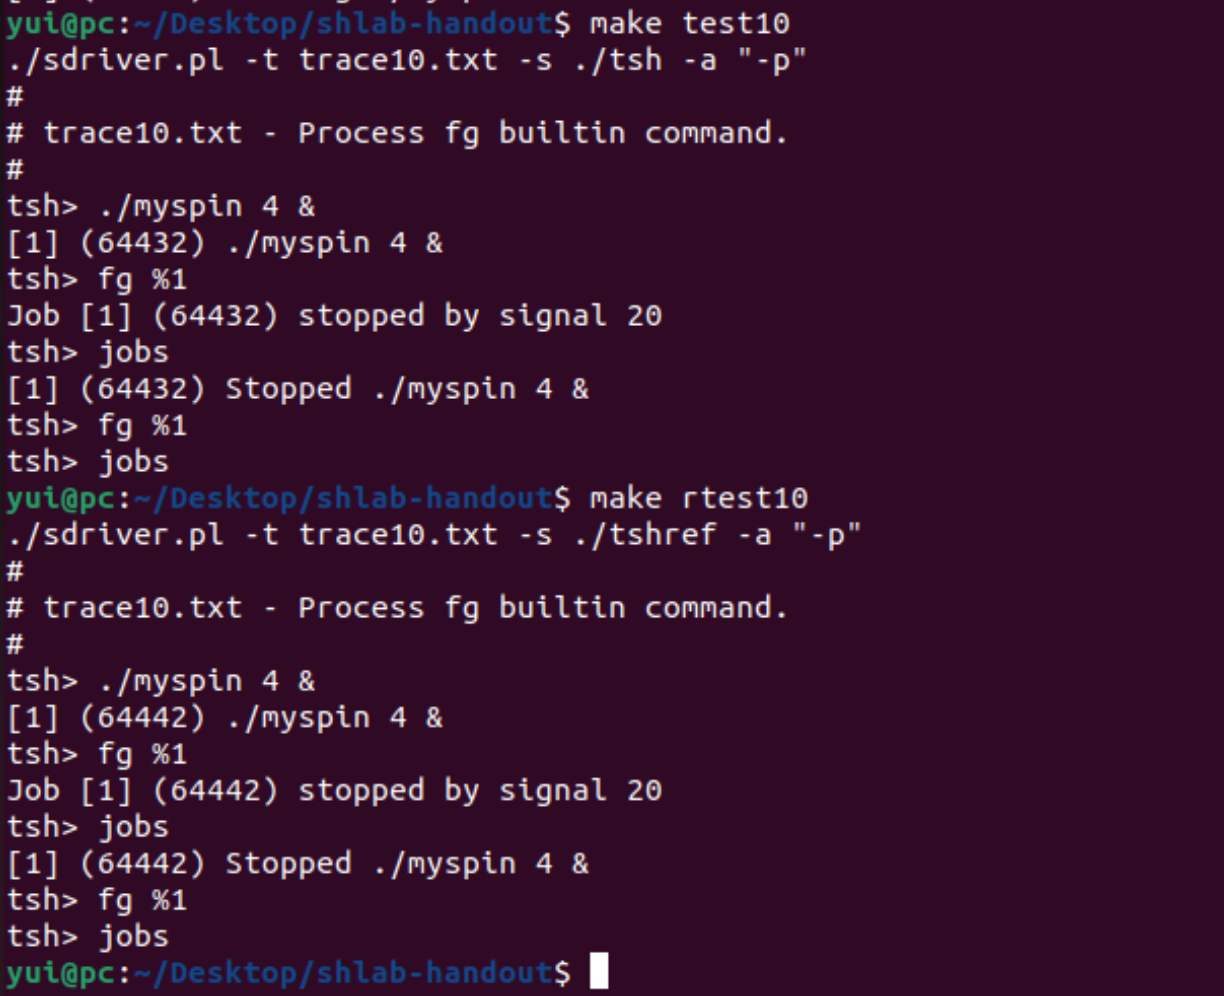 yui@pc:~/Desktop/shlab-handout$ make test10
./sdriver.pl -t trace10.txt -s ./tsh -a "-p"
#
# trace10.txt - Process fg builtin command.
#
tsh> ./myspin 4 &
[1] (64432) ./myspin 4 &
tsh> fg %1
Job [1] (64432) stopped by signal 20
tsh> jobs
[1] (64432) Stopped ./myspin 4 &
tsh> fg %1
tsh> jobs
yui@pc:~/Desktop/shlab-handout$ make rtest10
./sdriver.pl -t trace10.txt -s ./tshref -a "-p"
#
# trace10.txt - Process fg builtin command.
#
tsh> ./myspin 4 &
[1] (64442) ./myspin 4 &
tsh> fg %1
Job [1] (64442) stopped by signal 20
tsh> jobs
[1] (64442) Stopped ./myspin 4 &
tsh> fg %1
tsh> jobs
yui@pc:~/Desktop/shlab-handout$